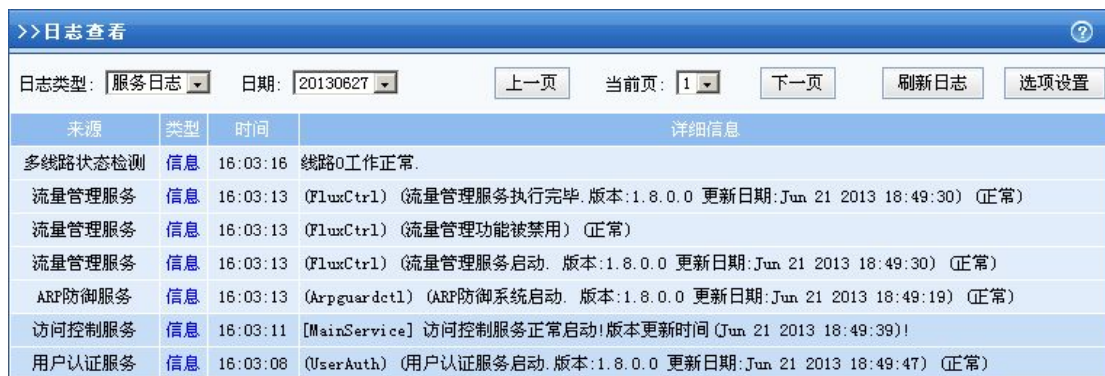 >>日志查看
日志类型: 服务日志 日期: 20130627 上一页 当前页: 1 下一页 刷新日志 选项设置
来源 类型 时间 详细信息
多线路状态检测 信息 16:03:16 线路0工作正常.
流量管理服务 信息 16:03:13 (FluxCtrl) (流量管理服务执行完毕.版本:1.8.0.0 更新日期:Jun 21 2013 18:49:30) (正常)
流量管理服务 信息 16:03:13 (FluxCtrl) (流量管理功能被禁用) (正常)
流量管理服务 信息 16:03:13 (FluxCtrl) (流量管理服务启动. 版本:1.8.0.0 更新日期:Jun 21 2013 18:49:30) (正常)
ARP防御服务 信息 16:03:13 (Arpguardctl) (ARP防御系统启动. 版本:1.8.0.0 更新日期:Jun 21 2013 18:49:19) (正常)
访问控制服务 信息 16:03:11 [MainService] 访问控制服务正常启动!版本更新时间(Jun 21 2013 18:49:39)!
用户认证服务 信息 16:03:08 (UserAuth) (用户认证服务启动.版本:1.8.0.0 更新日期:Jun 21 2013 18:49:47) (正常)